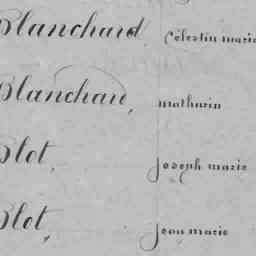 Blanchard, Célestin marie
Blanchard, mathurin
Blot, Joseph marie
Blot, Jean marie